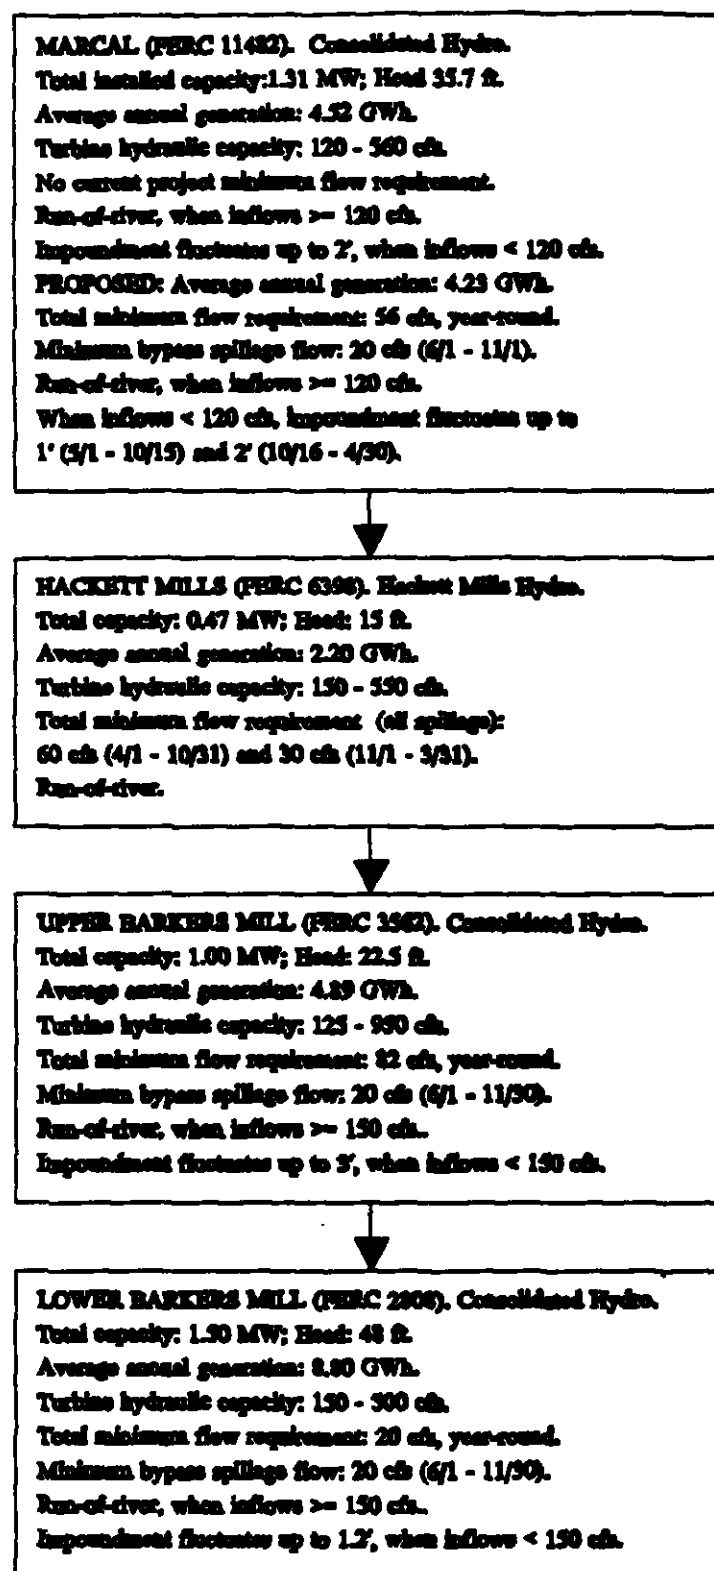 MARCAL (FERC 11482). Consolidated Hydro.
Total installed capacity:1.31 MW; Head 35.7 ft.
Average annual generation: 4.52 GWh.
Turbine hydraulic capacity: 120 - 560 cfs.
No current project minimum flow requirement.
Run-of-river, when inflows >= 120 cfs.
Impoundment fluctuates up to 2', when inflows < 120 cfs.
PROPOSED: Average annual generation: 4.23 GWh.
Total minimum flow requirement: 56 cfs, year-round.
Minimum bypass spillage flow: 20 cfs (6/1 - 11/1).
Run-of-river, when inflows >= 120 cfs.
When inflows < 120 cfs, impoundment fluctuates up to
1' (5/1 - 10/15) and 2' (10/16 - 4/30).
HACKETT MILLS (FERC 6398). Hackett Mills Hydro.
Total capacity: 0.47 MW; Head: 15 ft.
Average annual generation: 2.20 GWh.
Turbine hydraulic capacity: 150 - 550 cfs.
Total minimum flow requirement (all spillage):
60 cfs (4/1 - 10/31) and 30 cfs (11/1 - 3/31).
Run-of-river.
UPPER BARKERS MILL (FERC 3562). Consolidated Hydro.
Total capacity: 1.00 MW; Head: 22.5 ft.
Average annual generation: 4.89 GWh.
Turbine hydraulic capacity: 125 - 950 cfs.
Total minimum flow requirement: 82 cfs, year-round.
Minimum bypass spillage flow: 20 cfs (6/1 - 11/30).
Run-of-river, when inflows >= 150 cfs..
Impoundment fluctuates up to 3', when inflows < 150 cfs.
LOWER BARKERS MILL (FERC 2808). Consolidated Hydro.
Total capacity: 1.50 MW; Head: 48 ft.
Average annual generation: 8.80 GWh.
Turbine hydraulic capacity: 150 - 500 cfs.
Total minimum flow requirement: 20 cfs, year-round.
Minimum bypass spillage flow: 20 cfs (6/1 - 11/30).
Run-of-river, when inflows >= 150 cfs..
Impoundment fluctuates up to 1.2', when inflows < 150 cfs.